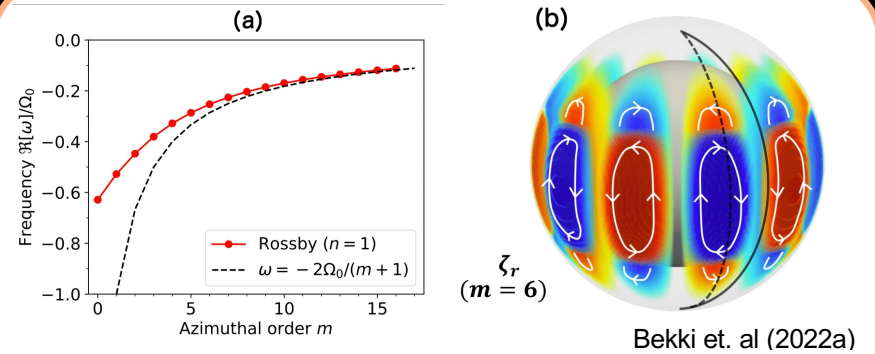 (a)
(b)
0.0
−0.2
−0.4
−0.6
−0.8
−1.0
Frequency ℜ[ω]/Ω₀
Rossby (n = 1)
ω = − 2Ω₀/(m + 1)
0
5
10
15
Azimuthal order m
ζᵣ
(m = 6)
Bekki et. al (2022a)